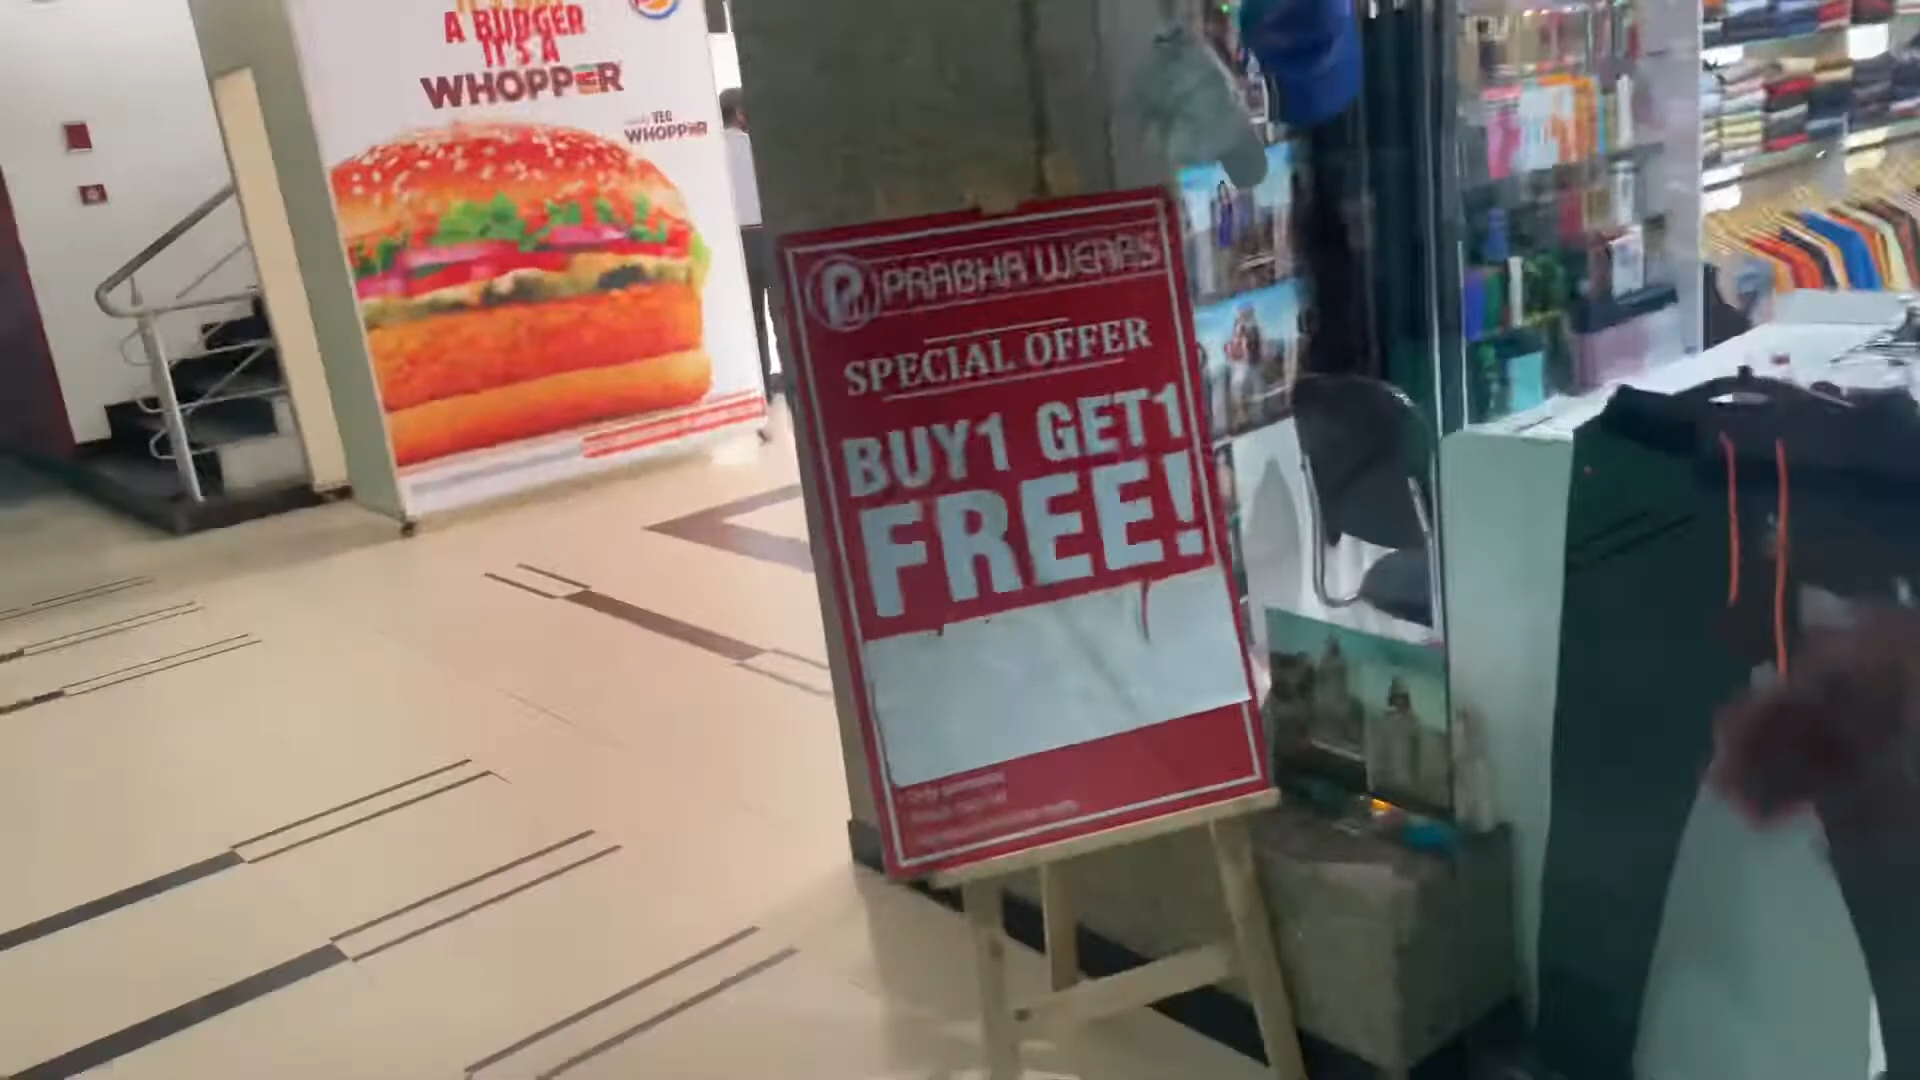 A BURGER
IT'S A
WHOPPER
VEG
WHOPPER
PRABHA WEARS
SPECIAL OFFER
BUY1 GET1
FREE!